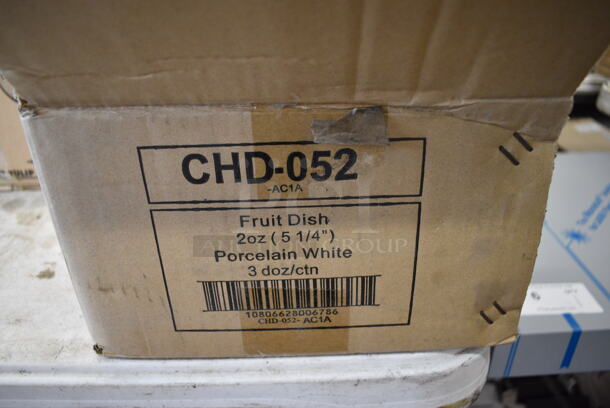 CHD-052
-AC1A
Fruit Dish
2oz ( 5 1/4")
Porcelain White
3 doz/ctn
10806628006786
CHD-052- AC1A